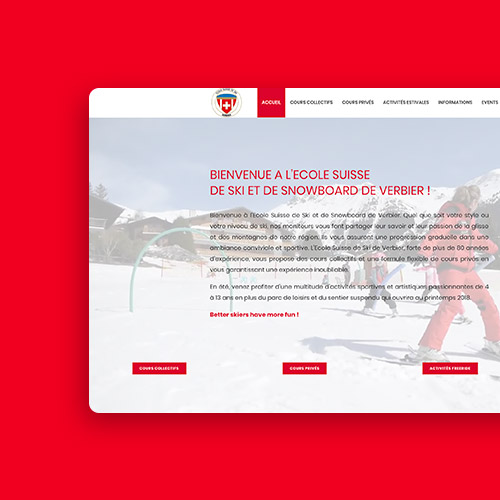 ACCUEIL COURS COLLECTIFS COURS PRIVÉS ACTIVITÉS ESTIVALES INFORMATIONS EVENTS
BIENVENUE A L'ECOLE SUISSE
DE SKI ET DE SNOWBOARD DE VERBIER !
Bienvenue à l'Ecole Suisse de Ski et de Snowboard de Verbier. Quel que soit votre style ou
votre niveau de ski, nos moniteurs vous font partager leur savoir et leur passion de la glisse
et des montagnes de notre région. Ils vous assurent une progression graduelle dans une
ambiance conviviale et sportive. L'Ecole Suisse de Ski de Verbier, forte de plus de 80 années
d'expérience, vous propose des cours collectifs et une formule flexible de cours privés en
vous garantissant une expérience inoubliable.
En été, venez profiter d'une multitude d'activités sportives et artistiques passionnantes de 4
à 13 ans en plus du parc de loisirs et du sentier suspendu qui ouvrira au printemps 2018.
Better skiers have more fun !
COURS COLLECTIFS COURS PRIVÉS ACTIVITÉS FREERIDE